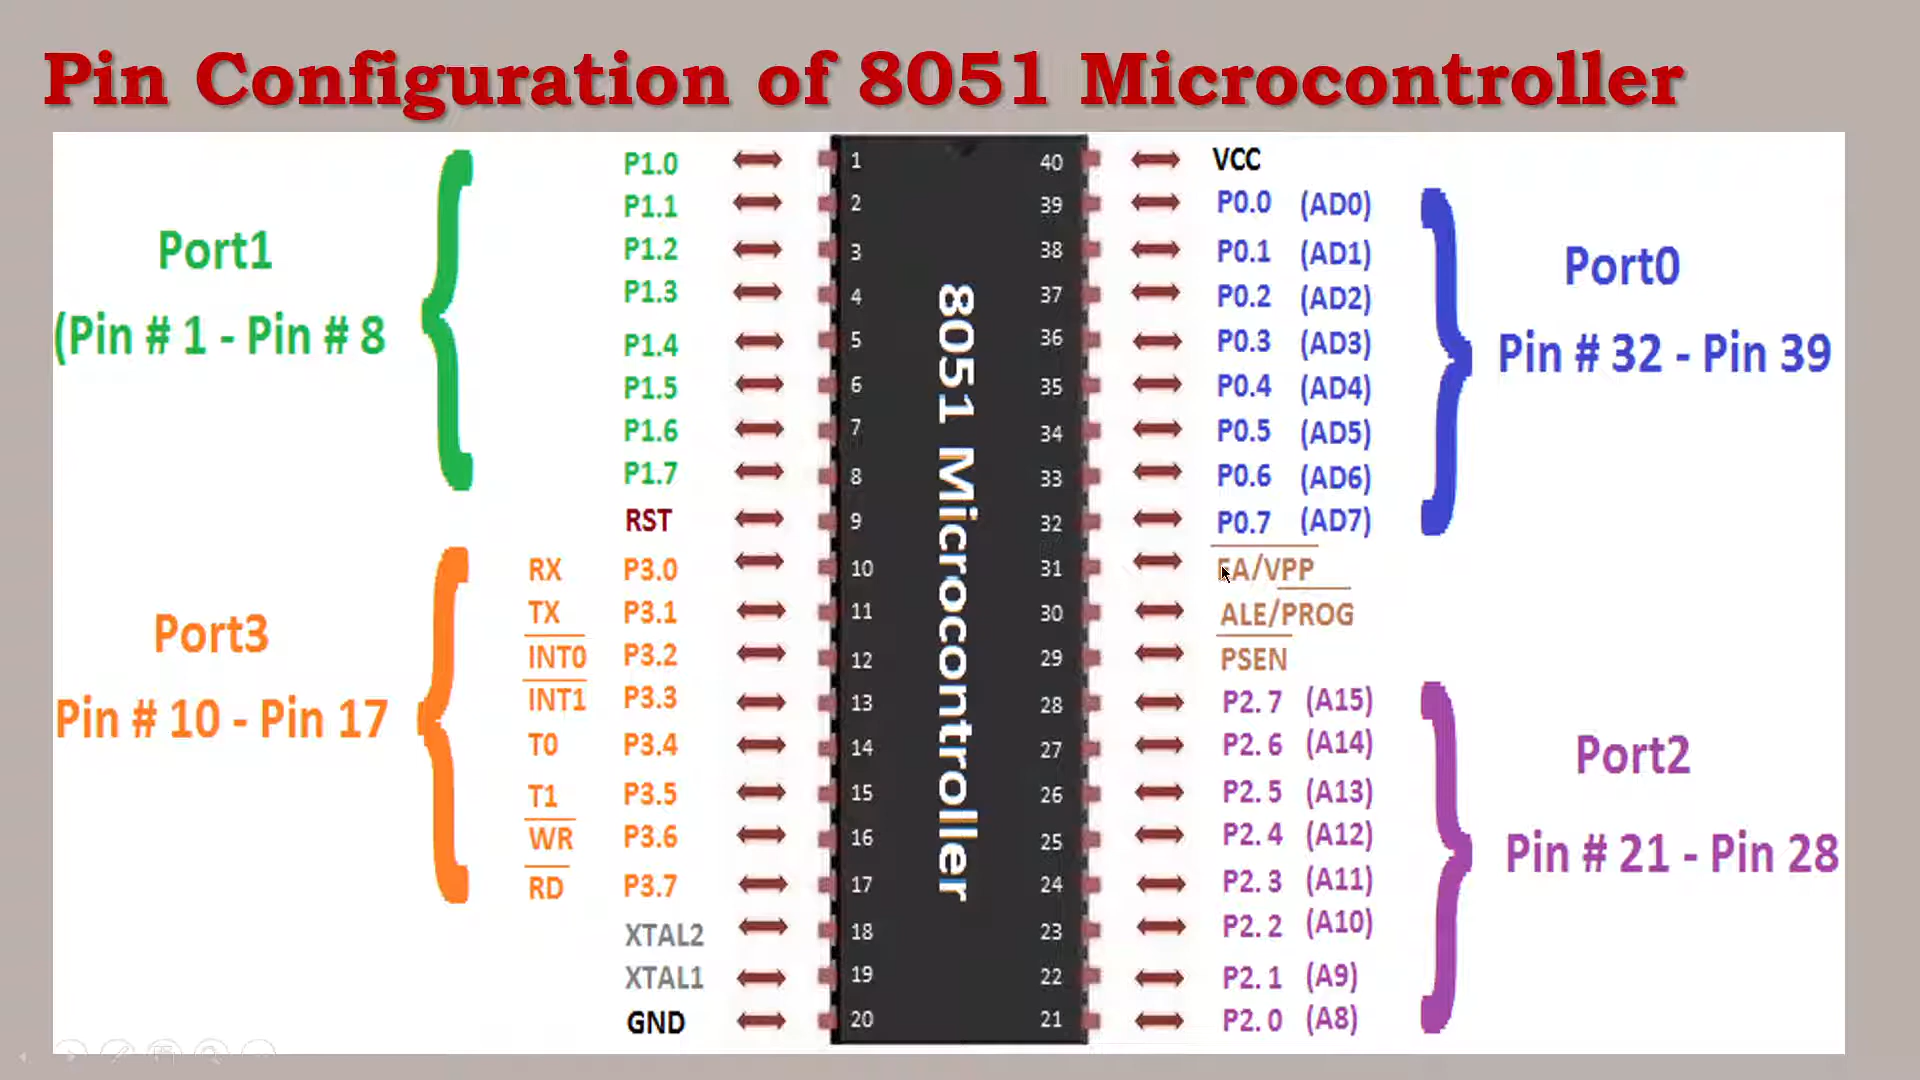 Pin Configuration of 8051 Microcontroller
P1.0 1 40 VCC
P1.1 2 39 P0.0 (AD0)
P1.2 3 38 P0.1 (AD1)
P1.3 4 37 P0.2 (AD2)
P1.4 5 36 P0.3 (AD3)
P1.5 6 35 P0.4 (AD4)
P1.6 7 34 P0.5 (AD5)
P1.7 8 33 P0.6 (AD6)
RST 9 32 P0.7 (AD7)
RX P3.0 10 31 EA/VPP
TX P3.1 11 30 ALE/PROG
INT0 P3.2 12 29 PSEN
INT1 P3.3 13 28 P2.7 (A15)
T0 P3.4 14 27 P2.6 (A14)
T1 P3.5 15 26 P2.5 (A13)
WR P3.6 16 25 P2.4 (A12)
RD P3.7 17 24 P2.3 (A11)
XTAL2 18 23 P2.2 (A10)
XTAL1 19 22 P2.1 (A9)
GND 20 21 P2.0 (A8)
8051 Microcontroller
Port1
(Pin # 1 - Pin # 8
Port3
Pin # 10 - Pin 17
Port0
Pin # 32 - Pin 39
Port2
Pin # 21 - Pin 28